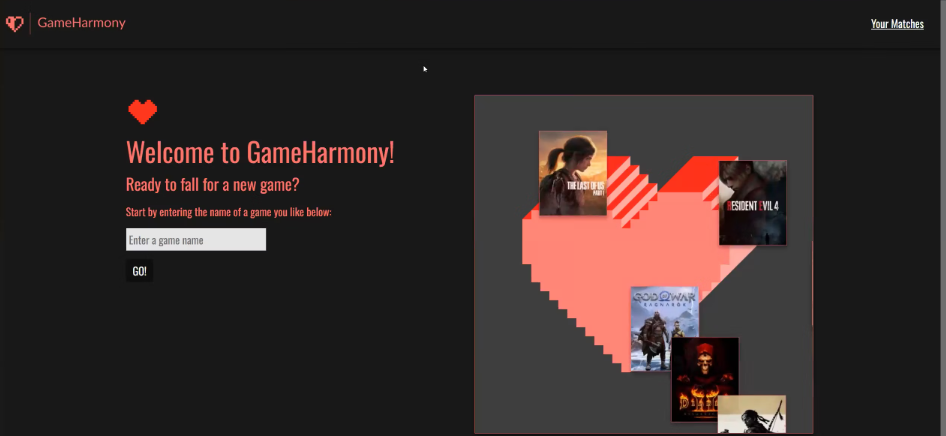 GameHarmony
Your Matches
Welcome to GameHarmony!
Ready to fall for a new game?
Start by entering the name of a game you like below:
Enter a game name
GO!
THE LAST OF US
PART I
RESIDENT EVIL 4
GOD OF WAR
RAGNARÖK